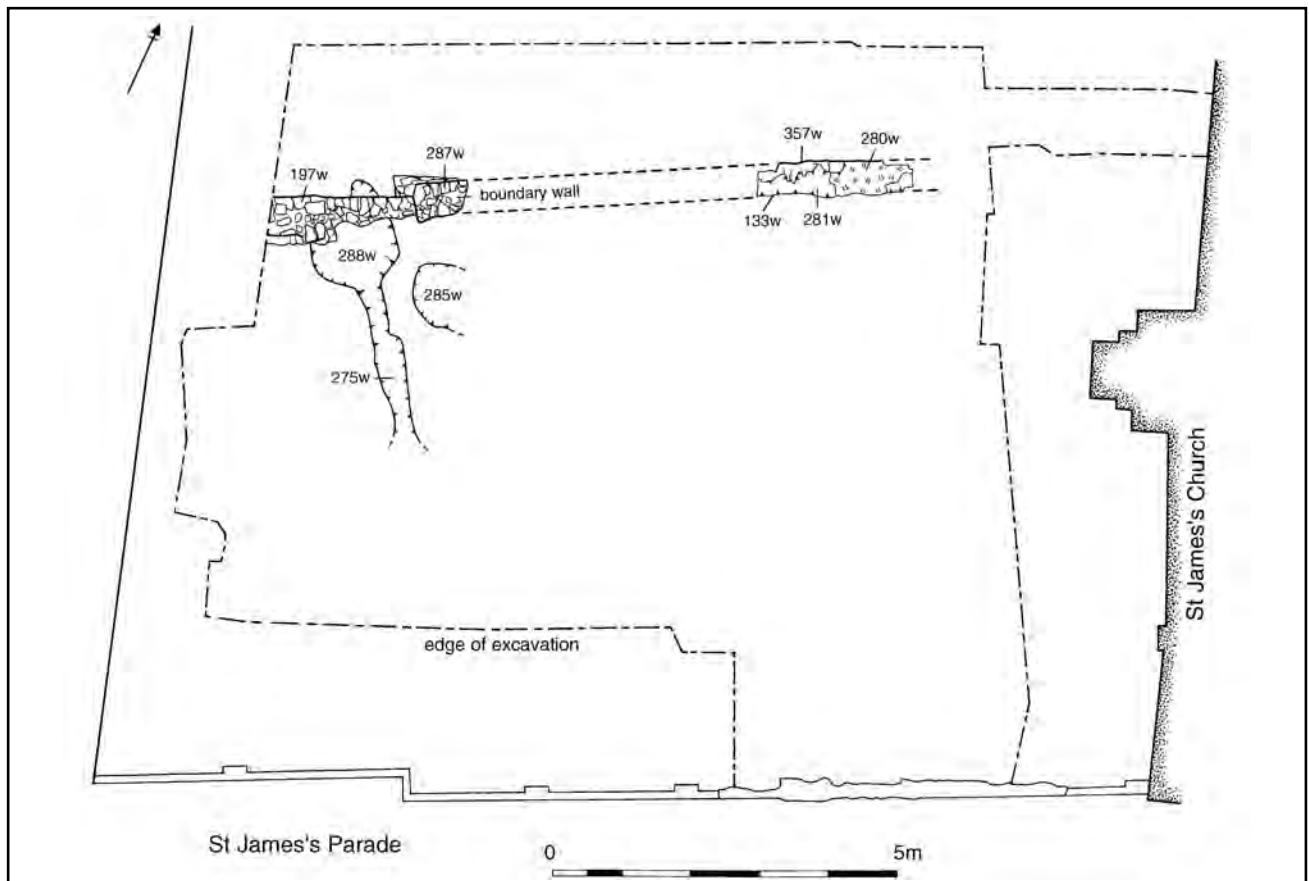 357w
280w
287w
197w
boundary wall
133w
281w
288w
285w
275w
St James's Church
edge of excavation
St James's Parade
0
5m